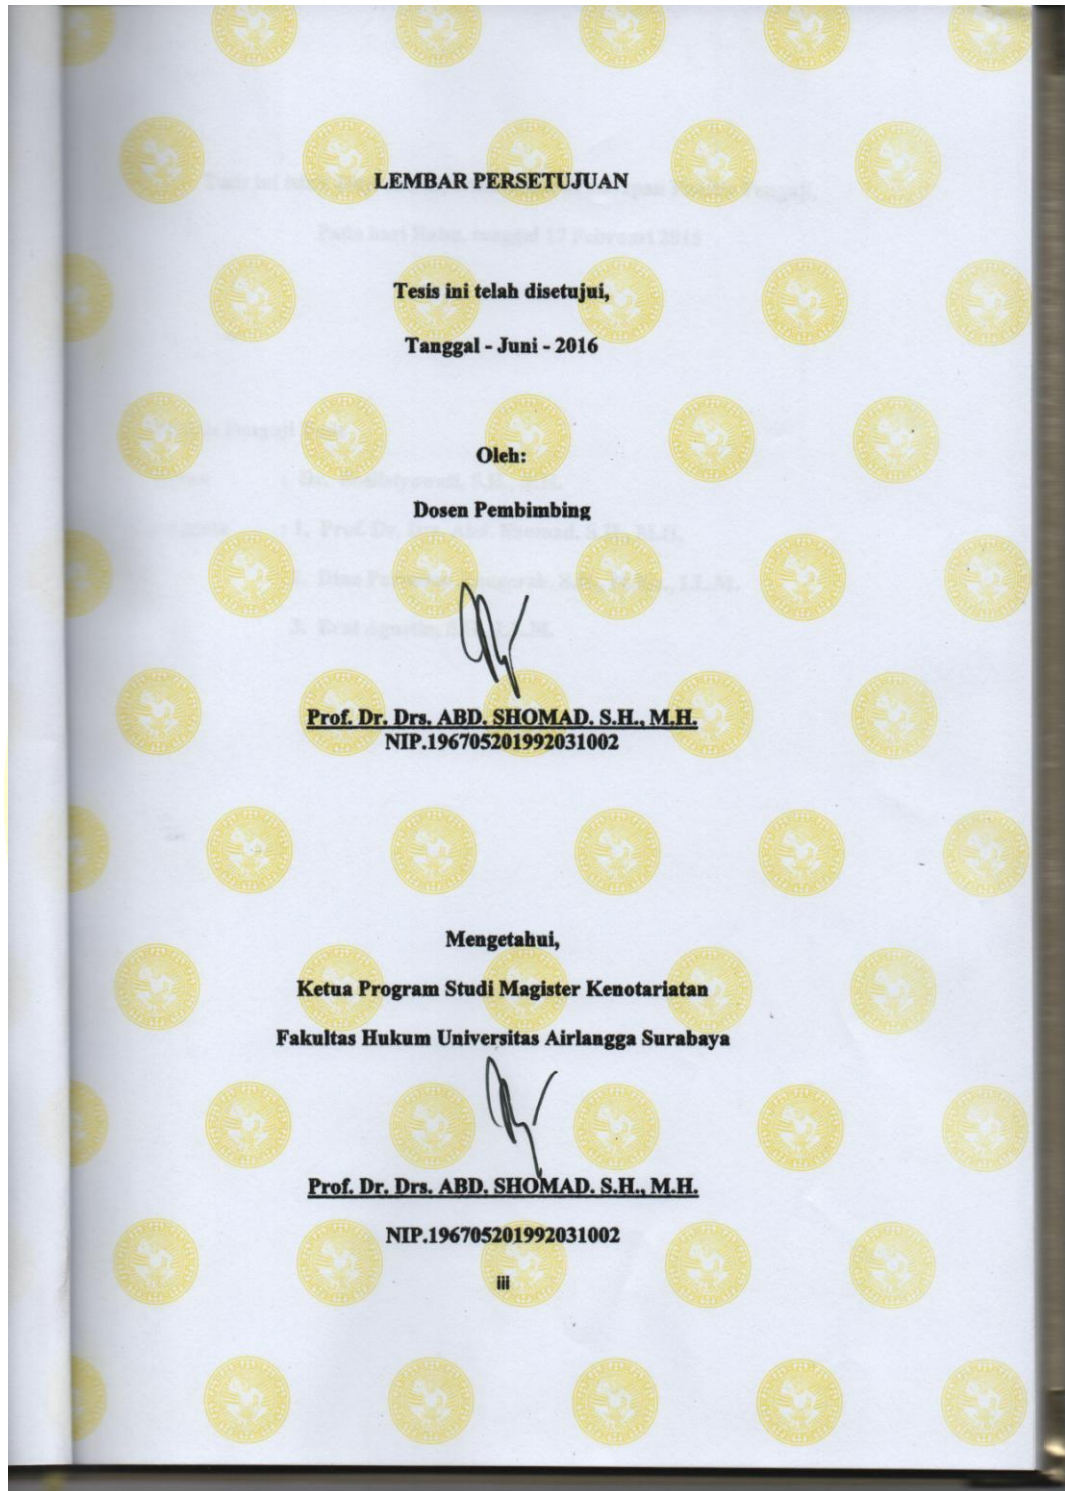 LEMBAR PERSETUJUAN
Tesis ini telah disetujui,
Tanggal - Juni - 2016
Oleh:
Dosen Pembimbing
Prof. Dr. Drs. ABD. SHOMAD. S.H., M.H.
NIP.196705201992031002
Mengetahui,
Ketua Program Studi Magister Kenotariatan
Fakultas Hukum Universitas Airlangga Surabaya
Prof. Dr. Drs. ABD. SHOMAD. S.H., M.H.
NIP.196705201992031002
iii